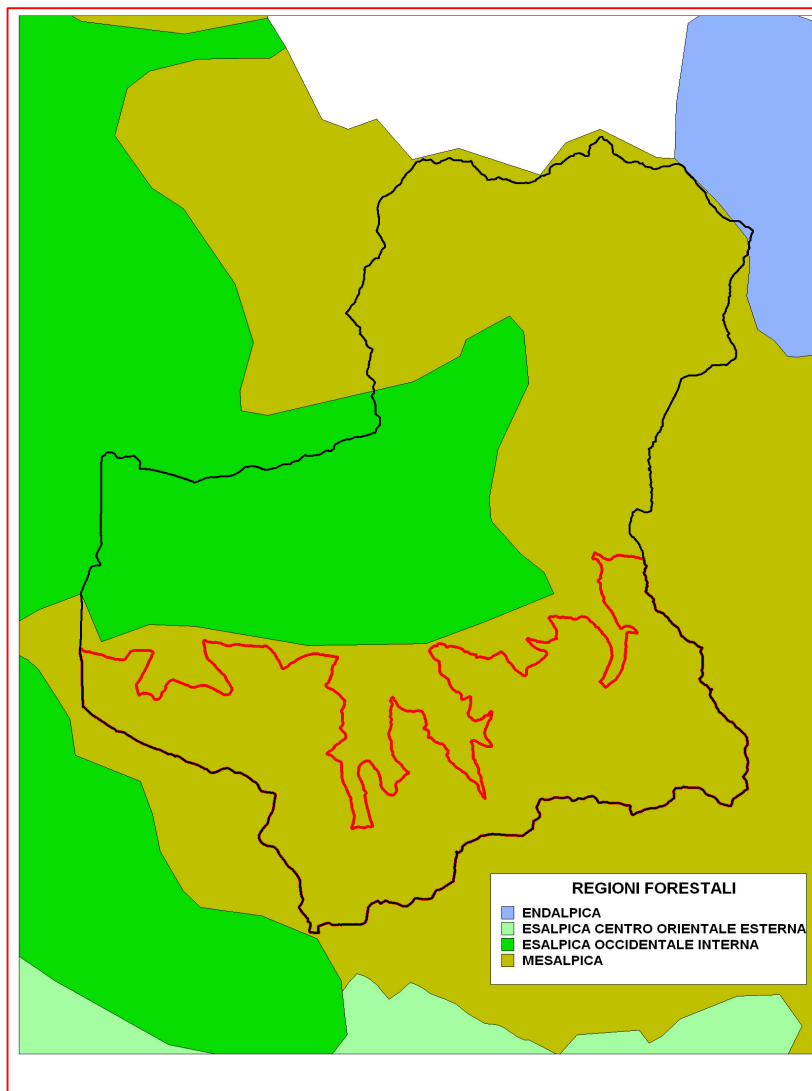 REGIONI FORESTALI
ENDALPICA
ESALPICA CENTRO ORIENTALE ESTERNA
ESALPICA OCCIDENTALE INTERNA
MESALPICA